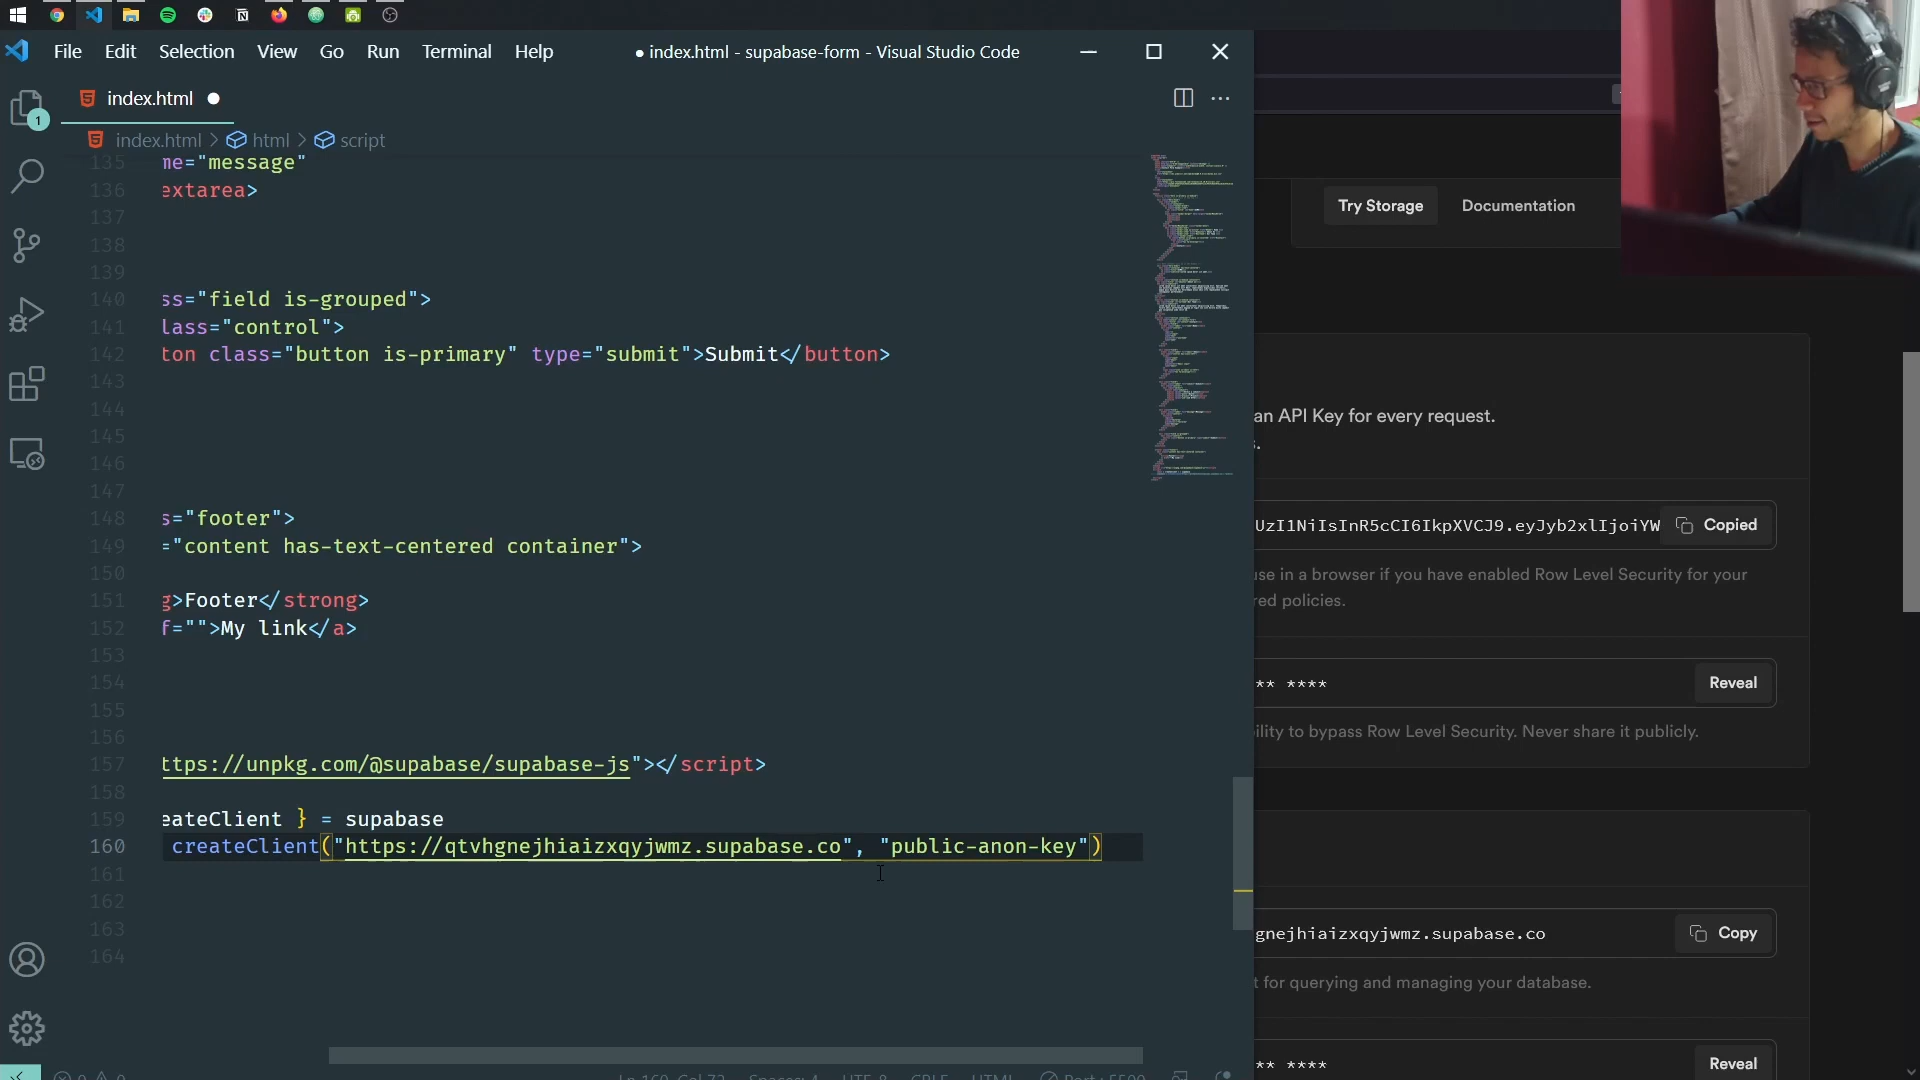 File Edit Selection View Go Run Terminal Help
● index.html - supabase-form - Visual Studio Code
index.html ●
index.html > html > script
1
135 me="message"
136 extarea>
137
138
139
140 ss="field is-grouped">
141 lass="control">
142 ton class="button is-primary" type="submit">Submit</button>
143
144
145
146
147
148 s="footer">
149 ="content has-text-centered container">
150
151 g>Footer</strong>
152 f="">My link</a>
153
154
155
156
157 ttps://unpkg.com/@supabase/supabase-js"></script>
158
159 eateClient } = supabase
160 createClient("https://qtvhgnejhiaizxqyjwmz.supabase.co", "public-anon-key")
161
162
163
164
Try Storage Documentation
an API Key for every request.
s.
UzI1NiIsInR5cCI6IkpXVCJ9.eyJyb2xlIjoiYW Copied
use in a browser if you have enabled Row Level Security for your
red policies.
** **** Reveal
ility to bypass Row Level Security. Never share it publicly.
gnejhiaizxqyjwmz.supabase.co Copy
t for querying and managing your database.
** **** Reveal